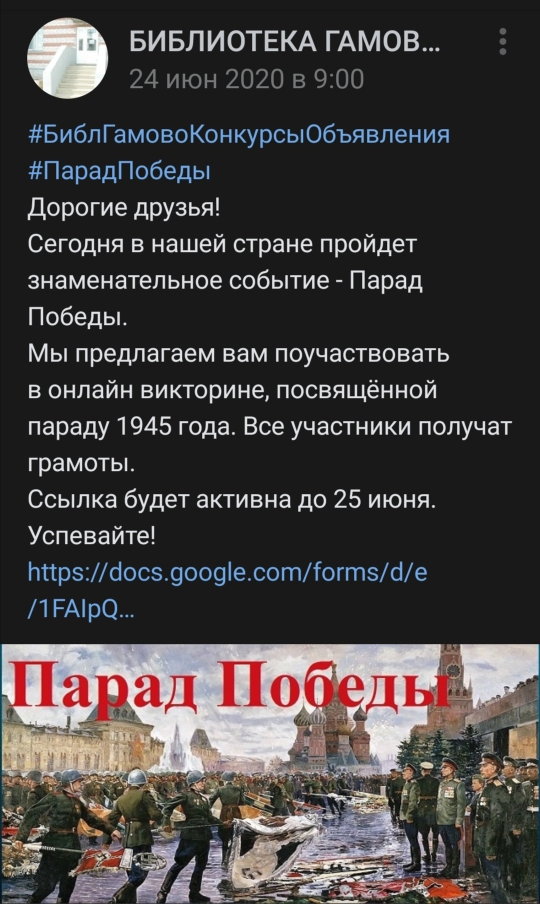 БИБЛИОТЕКА ГАМОВ...
24 июн 2020 в 9:00
#БиблГамовоКонкурсыОбъявления
#ПарадПобеды
Дорогие друзья!
Сегодня в нашей стране пройдет
знаменательное событие - Парад
Победы.
Мы предлагаем вам поучаствовать
в онлайн викторине, посвящённой
параду 1945 года. Все участники получат
грамоты.
Ссылка будет активна до 25 июня.
Успевайте!
https://docs.google.com/forms/d/e
/1FAIpQ...
Парад Победы